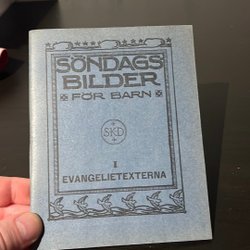 SÖNDAGS
BILDER
FÖR BARN
SKD
I
EVANGELIETEXTERNA